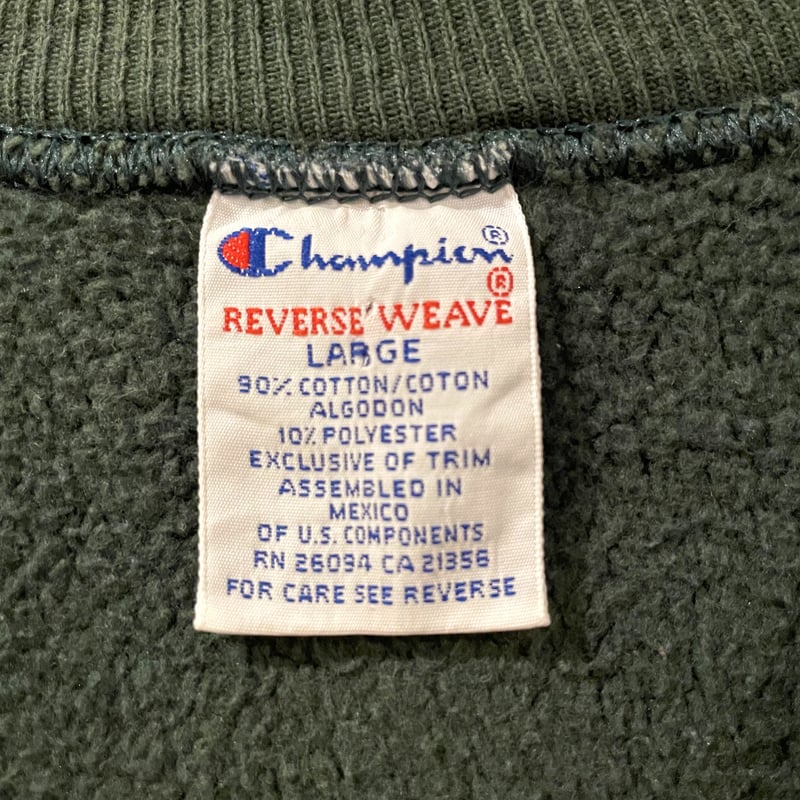 Champion®
®
REVERSE WEAVE
LARGE
90% COTTON/COTON
ALGODON
10% POLYESTER
EXCLUSIVE OF TRIM
ASSEMBLED IN
MEXICO
OF U.S. COMPONENTS
RN 26094 CA 21356
FOR CARE SEE REVERSE